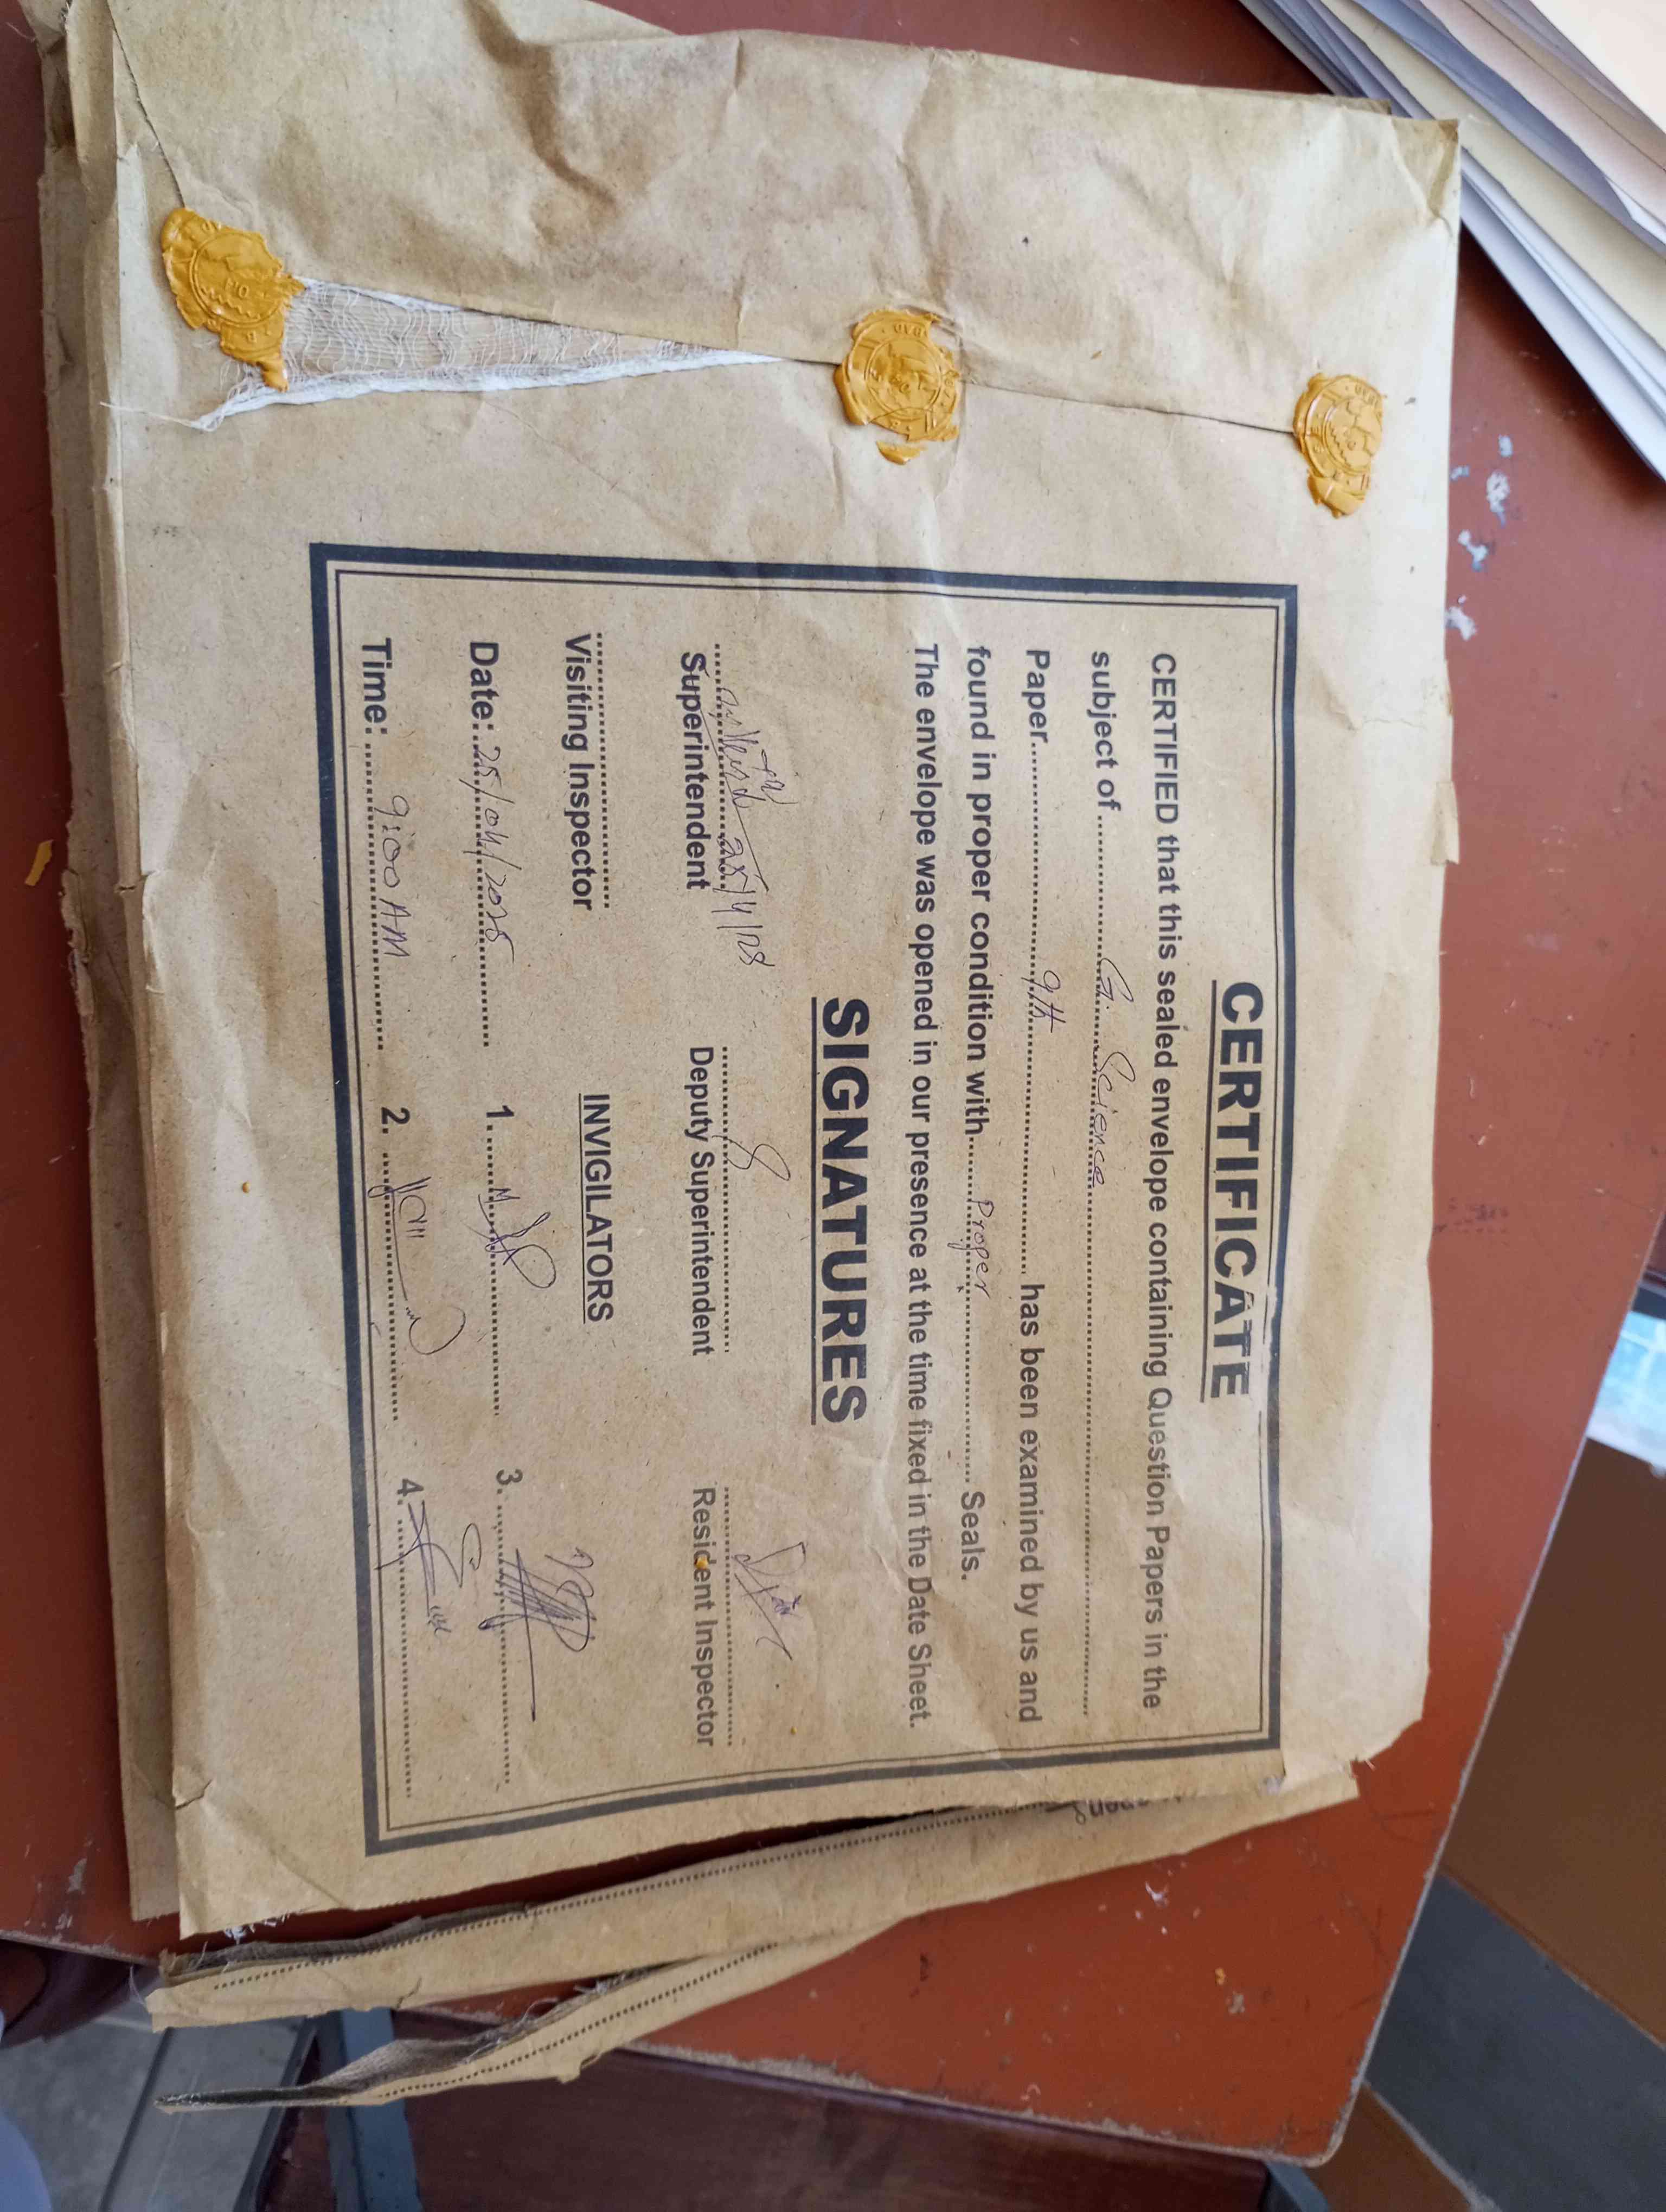 CERTIFICATE
CERTIFIED that this sealed envelope containing Question Papers in the
subject of G. Science
Paper 9th has been examined by us and
found in proper condition with Proper Seals.
The envelope was opened in our presence at the time fixed in the Date Sheet.
SIGNATURES
25/4/25
Superintendent Deputy Superintendent Resident Inspector
Visiting Inspector INVIGILATORS
Date: 25/04/2025 1. 3.
Time: 9:00 AM 2. 4.